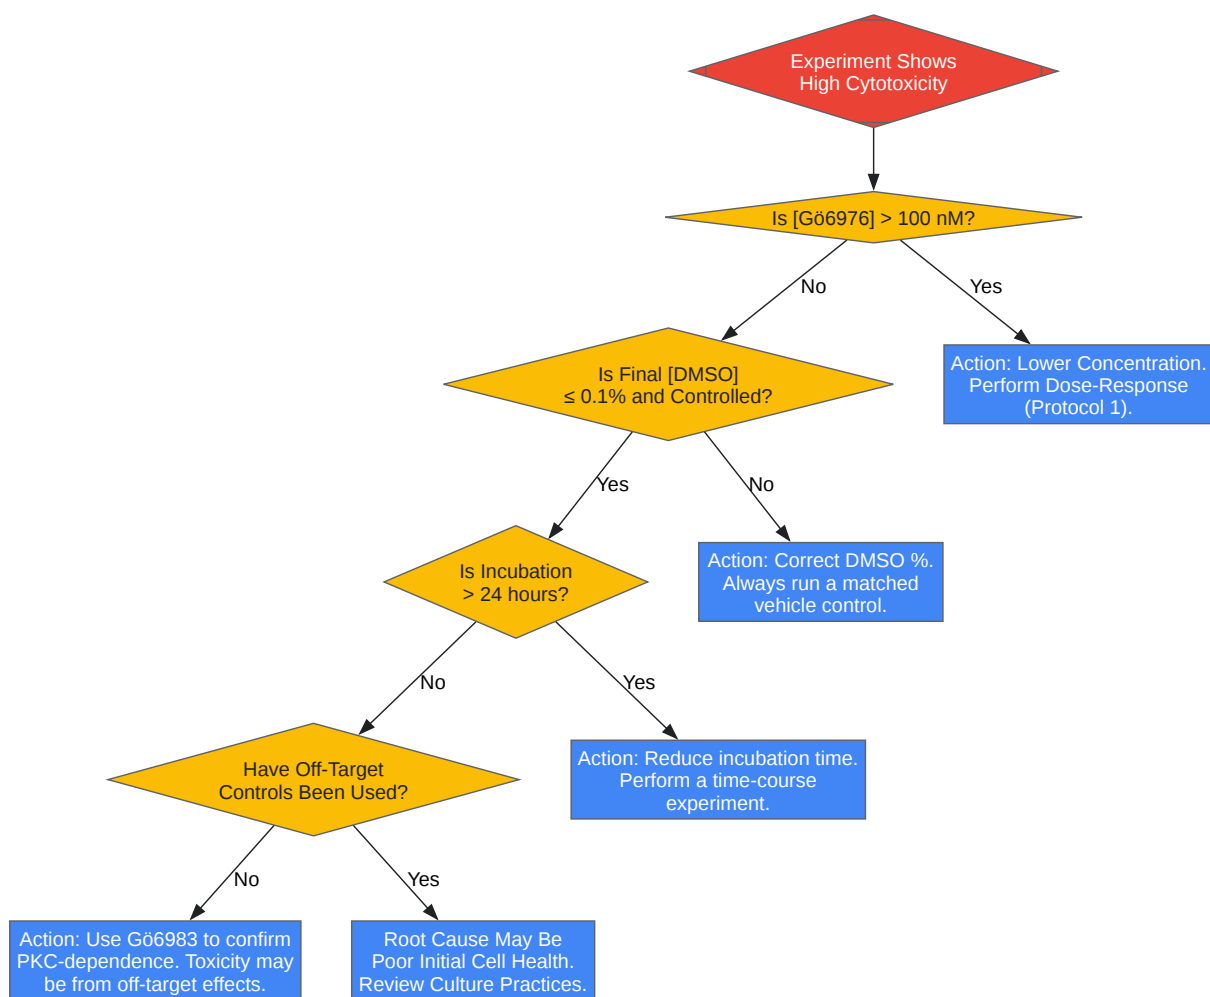 Experiment Shows
High Cytotoxicity
Is [Gö6976] > 100 nM?
No
Yes
Is Final [DMSO]
≤ 0.1% and Controlled?
Action: Lower Concentration.
Perform Dose-Response
(Protocol 1).
Yes
No
Is Incubation
> 24 hours?
Action: Correct DMSO %.
Always run a matched
vehicle control.
No
Yes
Have Off-Target
Controls Been Used?
Action: Reduce incubation time.
Perform a time-course
experiment.
No
Yes
Action: Use Gö6983 to confirm
PKC-dependence. Toxicity may
be from off-target effects.
Root Cause May Be
Poor Initial Cell Health.
Review Culture Practices.